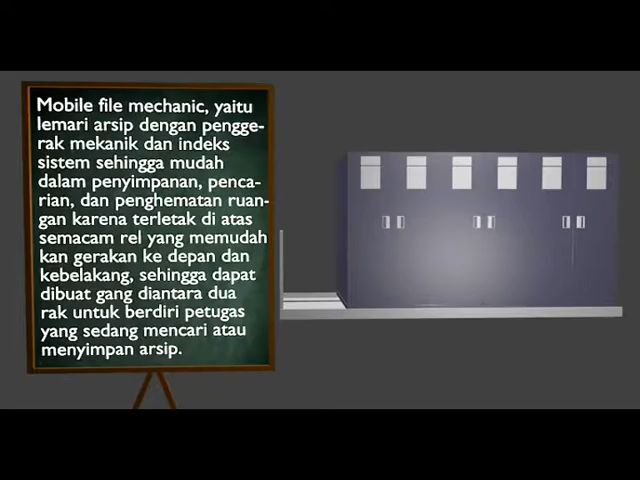 Mobile file mechanic, yaitu
lemari arsip dengan pengge-
rak mekanik dan indeks
sistem sehingga mudah
dalam penyimpanan, penca-
rian, dan penghematan ruan-
gan karena terletak di atas
semacam rel yang memudah
kan gerakan ke depan dan
kebelakang, sehingga dapat
dibuat gang diantara dua
rak untuk berdiri petugas
yang sedang mencari atau
menyimpan arsip.